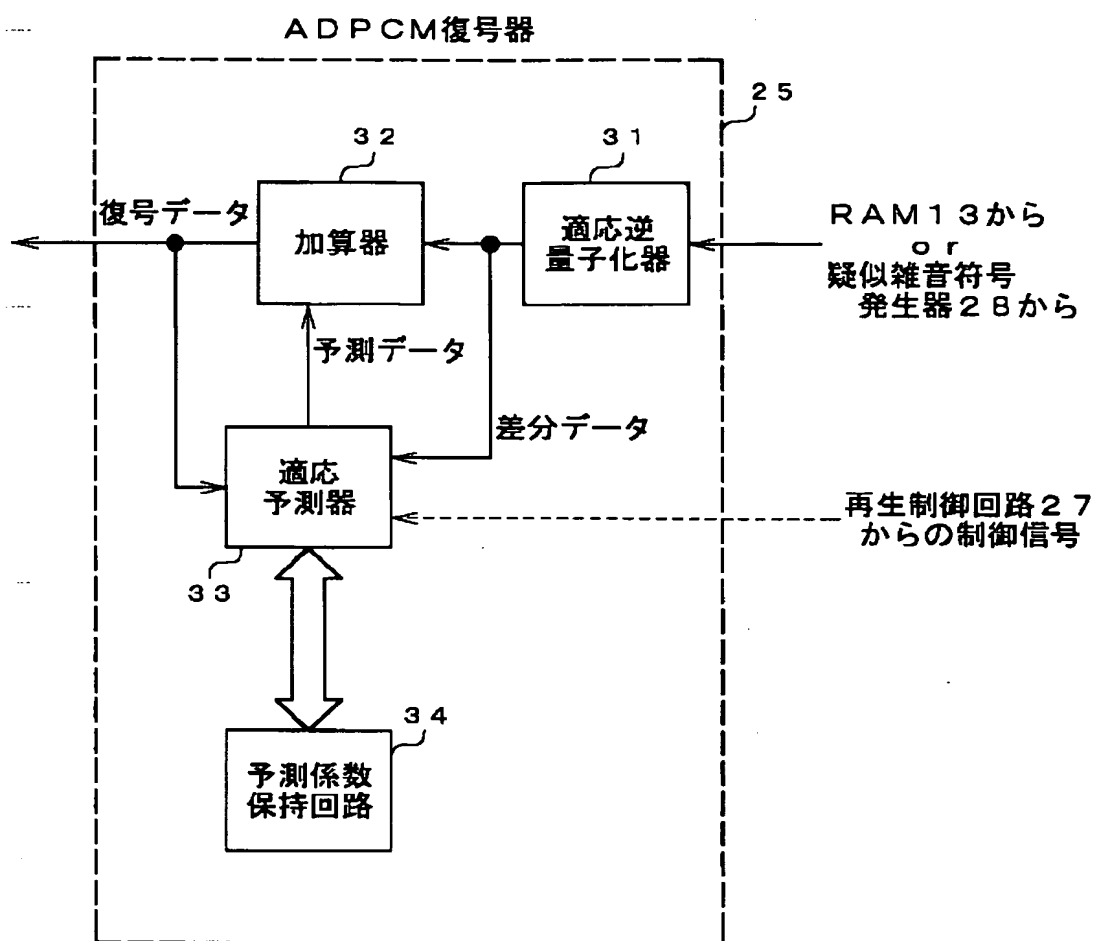 ADPCM復号器
25
32
31
復号データ
加算器
適応逆
量子化器
RAM13から
or
疑似雑音符号
発生器28から
予測データ
差分データ
適応
予測器
再生制御回路27
からの制御信号
33
34
予測係数
保持回路